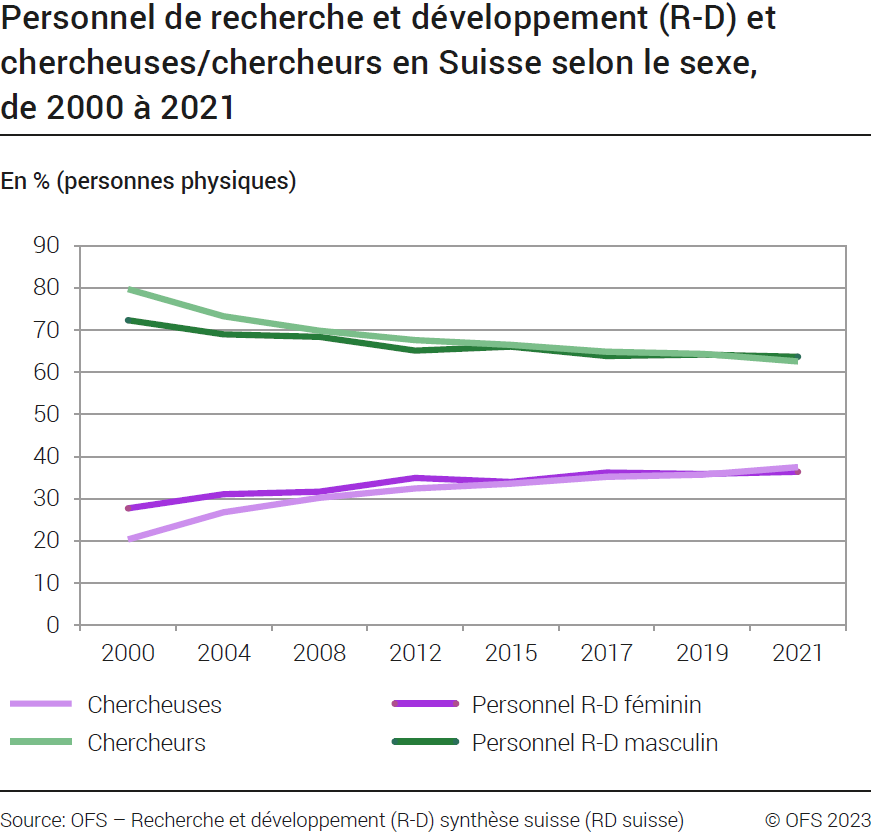 Personnel de recherche et développement (R-D) et
chercheuses/chercheurs en Suisse selon le sexe,
de 2000 à 2021
En % (personnes physiques)
90
80
70
60
50
40
30
20
10
0
2000 2004 2008 2012 2015 2017 2019 2021
Chercheuses Personnel R-D féminin
Chercheurs Personnel R-D masculin
Source: OFS – Recherche et développement (R-D) synthèse suisse (RD suisse) © OFS 2023